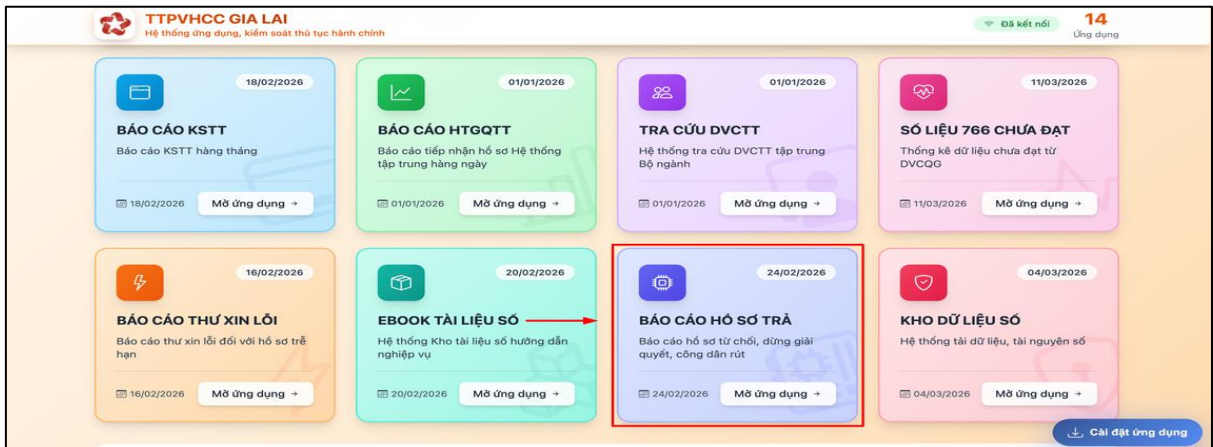 TTPVHCC GIA LAI
Hệ thống ứng dụng, kiểm soát thủ tục hành chính
Đã kết nối
14
Ứng dụng
18/02/2026
BÁO CÁO KSTT
Báo cáo KSTT hàng tháng
18/02/2026
Mở ứng dụng →
01/01/2026
BÁO CÁO HTGQTT
Báo cáo tiếp nhận hồ sơ Hệ thống
tập trung hàng ngày
01/01/2026
Mở ứng dụng →
01/01/2026
TRA CỨU DVCTT
Hệ thống tra cứu DVCTT tập trung
Bộ ngành
01/01/2026
Mở ứng dụng →
11/03/2026
SỐ LIỆU 766 CHƯA ĐẠT
Thống kê dữ liệu chưa đạt từ
DVCQG
11/03/2026
Mở ứng dụng →
16/02/2026
BÁO CÁO THƯ XIN LỖI
Báo cáo thư xin lỗi đối với hồ sơ trễ
hạn
16/02/2026
Mở ứng dụng →
20/02/2026
EBOOK TÀI LIỆU SỐ
Hệ thống Kho tài liệu số hướng dẫn
nghiệp vụ
20/02/2026
Mở ứng dụng →
24/02/2026
BÁO CÁO HỒ SƠ TRẢ
Báo cáo hồ sơ từ chối, dừng giải
quyết, công dân rút
24/02/2026
Mở ứng dụng →
04/03/2026
KHO DỮ LIỆU SỐ
Hệ thống tải dữ liệu, tài nguyên số
04/03/2026
Mở ứng dụng →
Cài đặt ứng dụng